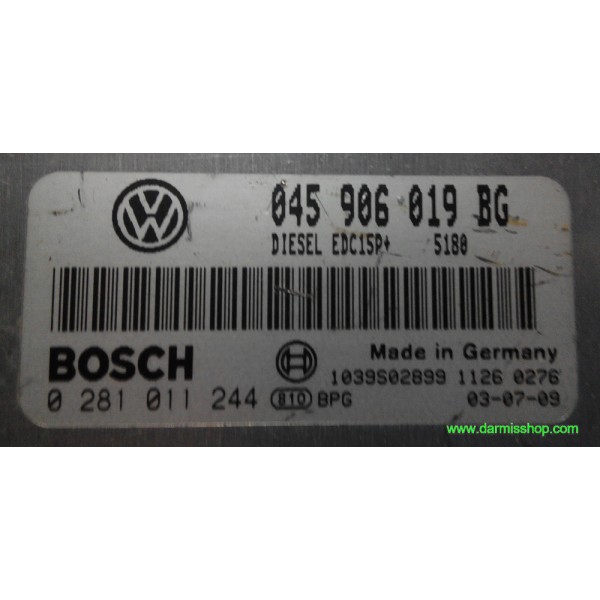 045 906 019 BG
DIESEL EDC15P+ 5180
BOSCH
Made in Germany
1039S02899 1126 0276
0 281 011 244 810 BPG 03-07-09
www.darmisshop.com